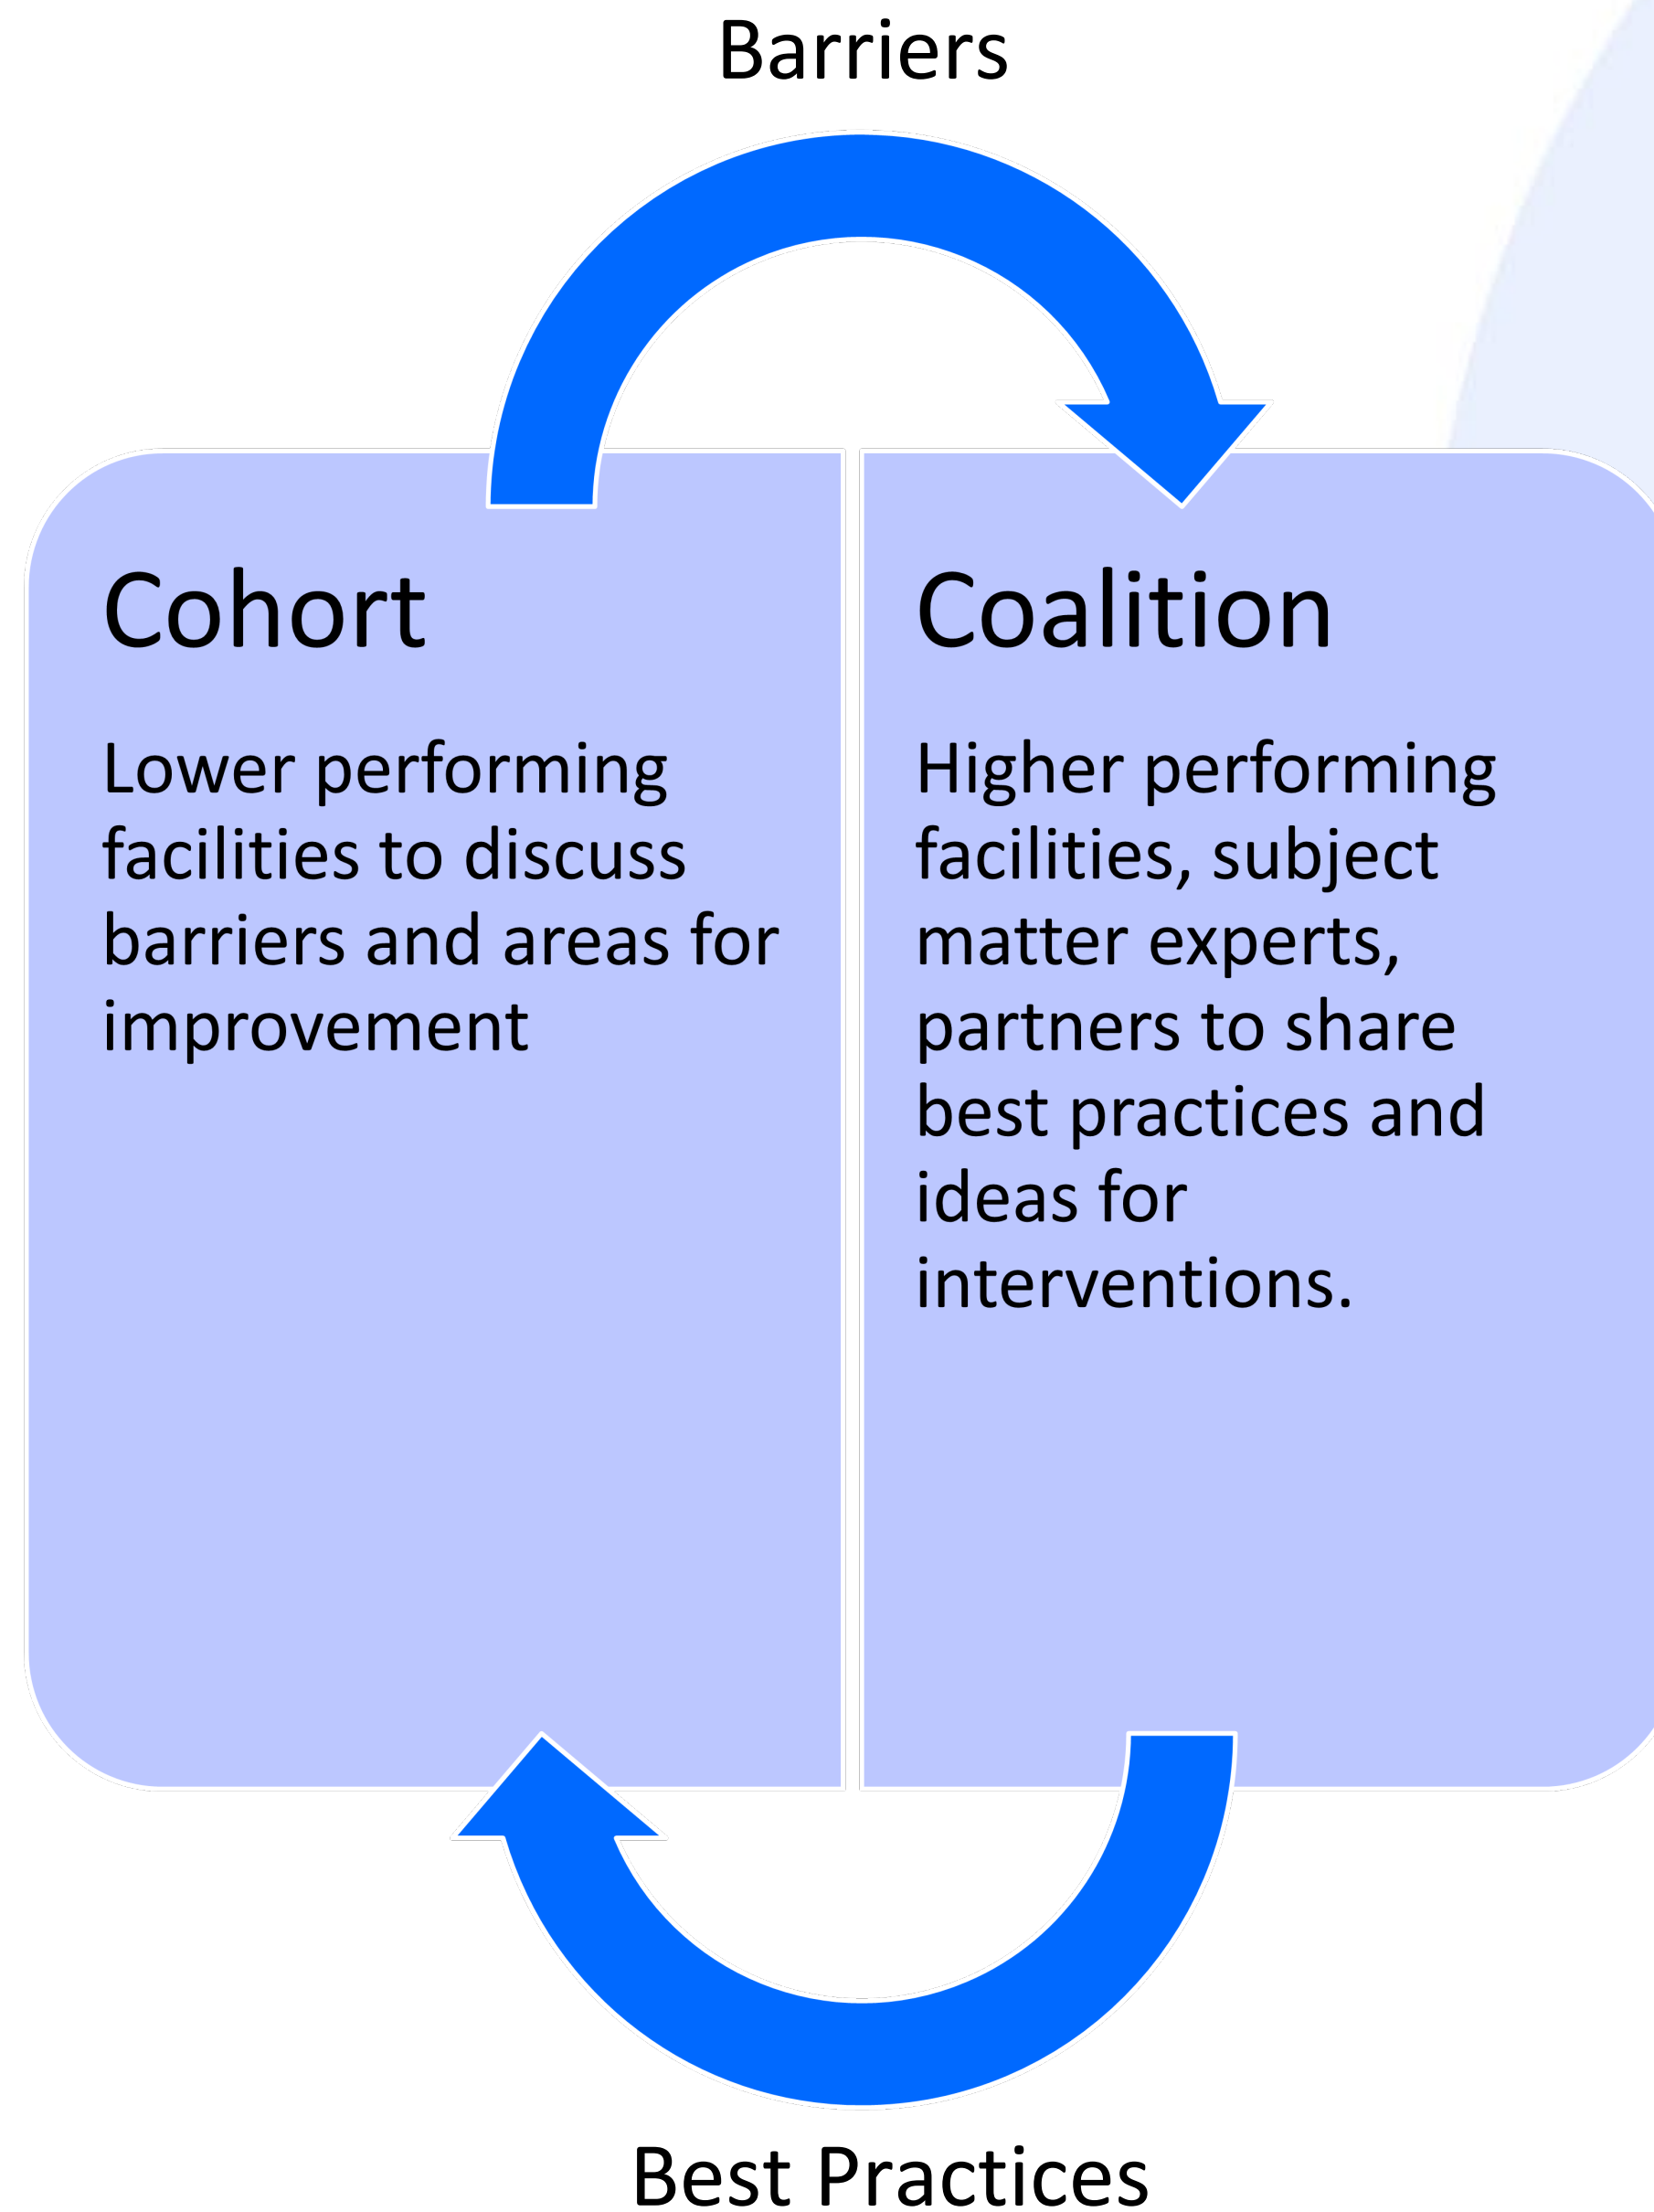 Barriers
Cohort
Lower performing
facilities to discuss
barriers and areas for
improvement
Coalition
Higher performing
facilities, subject
matter experts,
partners to share
best practices and
ideas for
interventions.
Best Practices